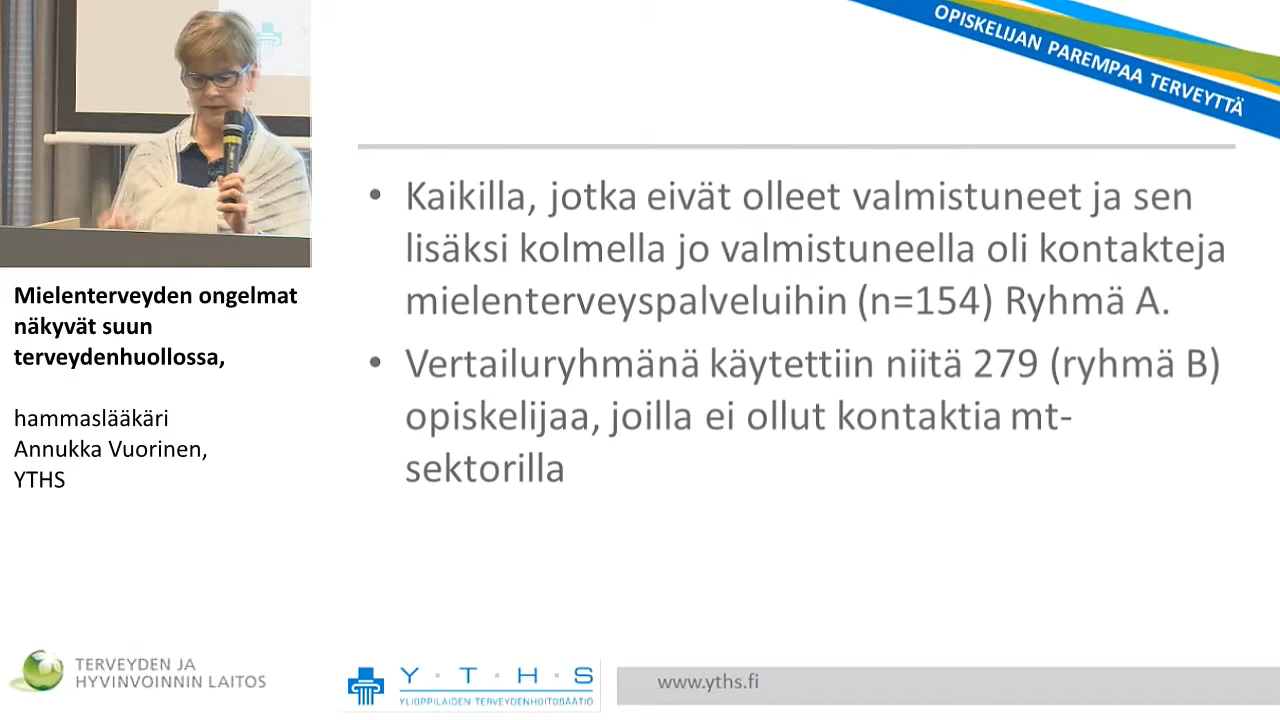 OPISKELIJAN PAREMPAA TERVEYTTÄ
Kaikilla, jotka eivät olleet valmistuneet ja sen
lisäksi kolmella jo valmistuneella oli kontakteja
mielenterveyspalveluihin (n=154) Ryhmä A.
Vertailuryhmänä käytettiin niitä 279 (ryhmä B)
opiskelijaa, joilla ei ollut kontaktia mt-
sektorilla
Mielenterveyden ongelmat
näkyvät suun
terveydenhuollossa,
hammaslääkäri
Annukka Vuorinen,
YTHS
TERVEYDEN JA
HYVINVOINNIN LAITOS
Y · T · H · S
YLIOPPILAIDEN TERVEYDENHOITOSÄÄTIÖ
www.yths.fi